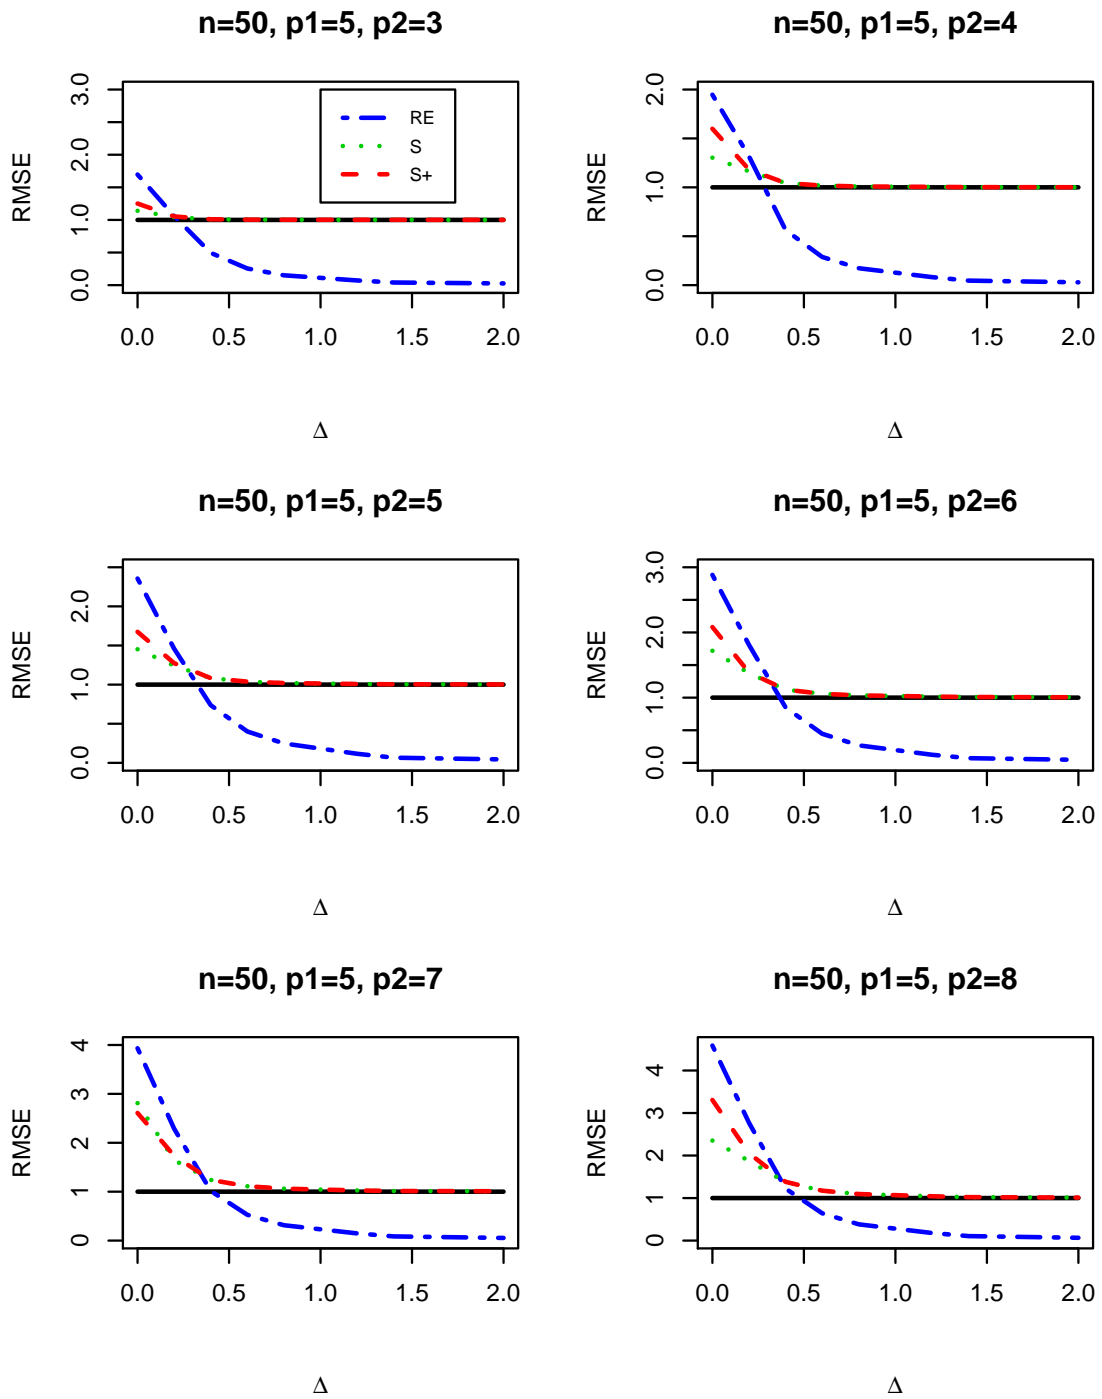 n=50, p1=5, p2=3
RMSE
0.0 1.0 2.0 3.0
RE
S
S+
0.0 0.5 1.0 1.5 2.0
Δ
n=50, p1=5, p2=4
RMSE
0.0 1.0 2.0
0.0 0.5 1.0 1.5 2.0
Δ
n=50, p1=5, p2=5
RMSE
0.0 1.0 2.0
0.0 0.5 1.0 1.5 2.0
Δ
n=50, p1=5, p2=6
RMSE
0.0 1.0 2.0 3.0
0.0 0.5 1.0 1.5 2.0
Δ
n=50, p1=5, p2=7
RMSE
0 1 2 3 4
0.0 0.5 1.0 1.5 2.0
Δ
n=50, p1=5, p2=8
RMSE
0 1 2 3 4
0.0 0.5 1.0 1.5 2.0
Δ